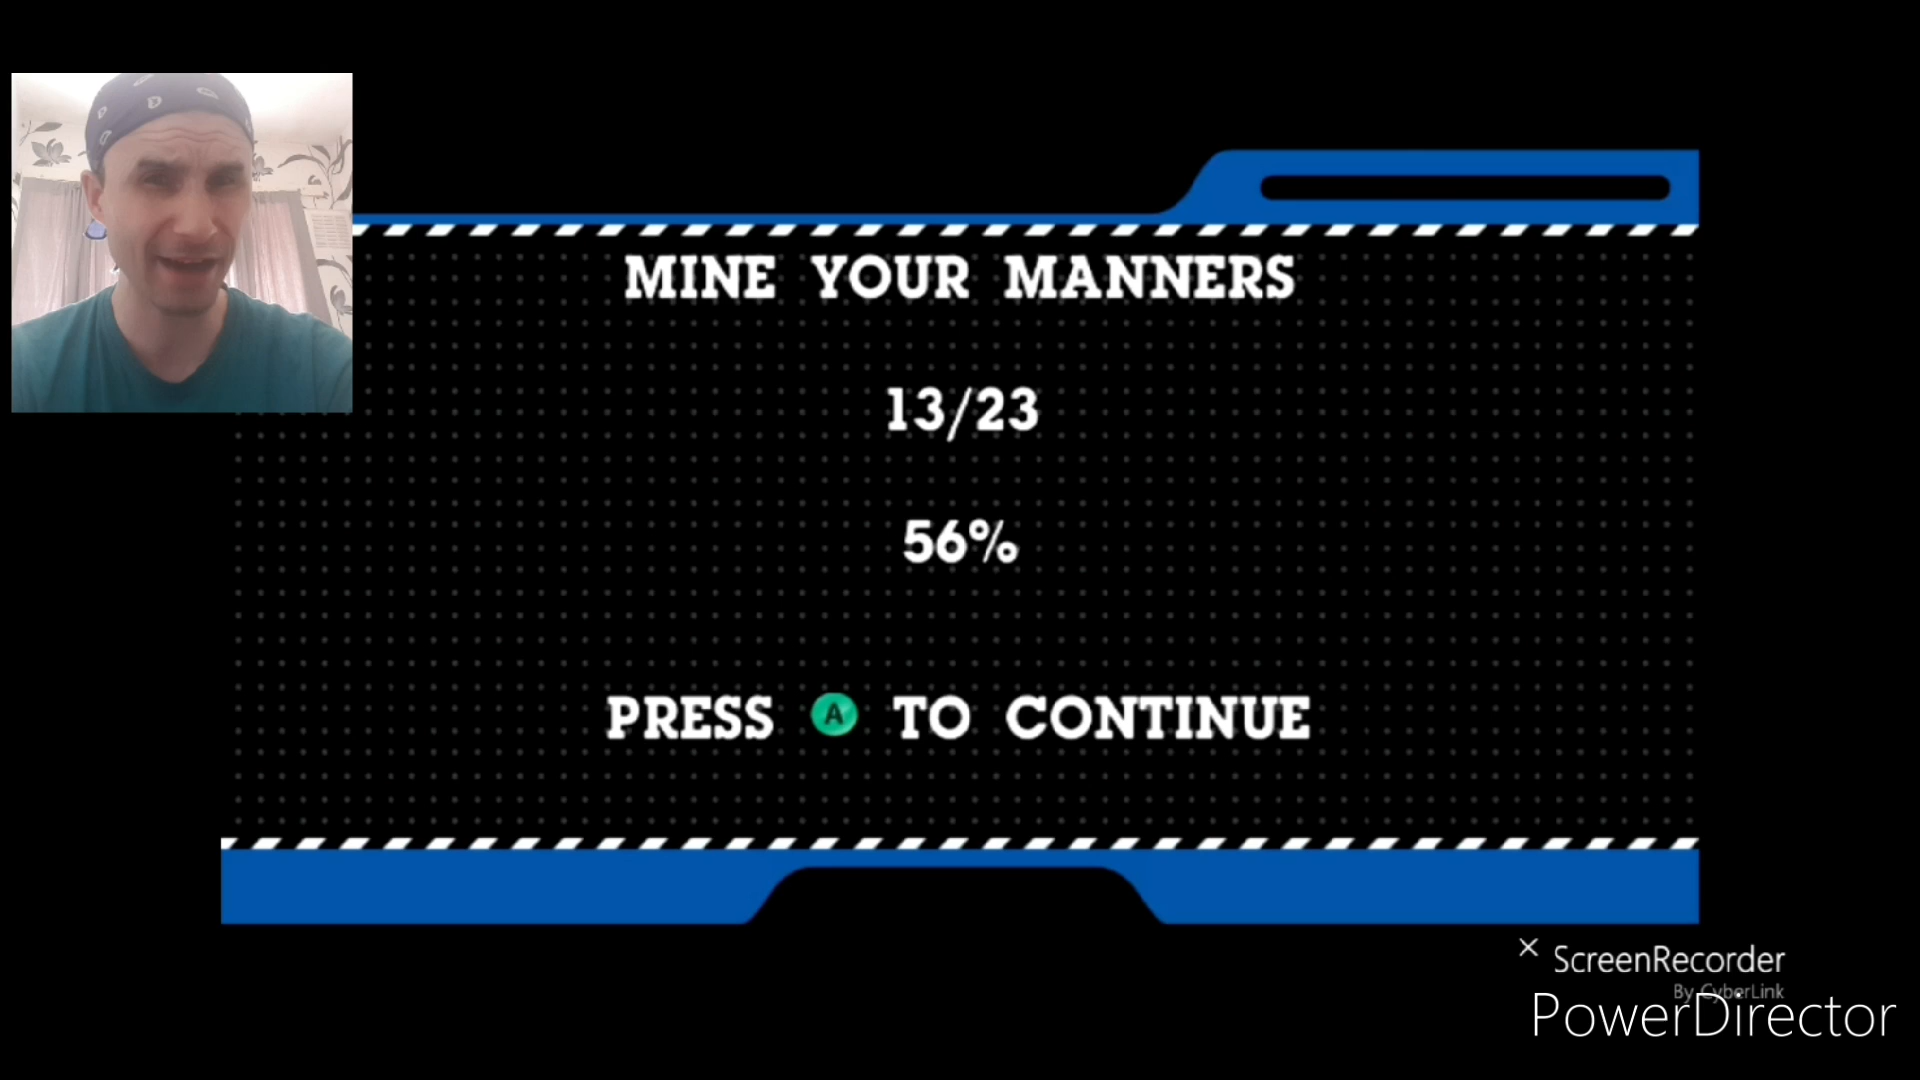 MINE YOUR MANNERS
13/23
56%
PRESS A TO CONTINUE
ScreenRecorder
By CyberLink
PowerDirector